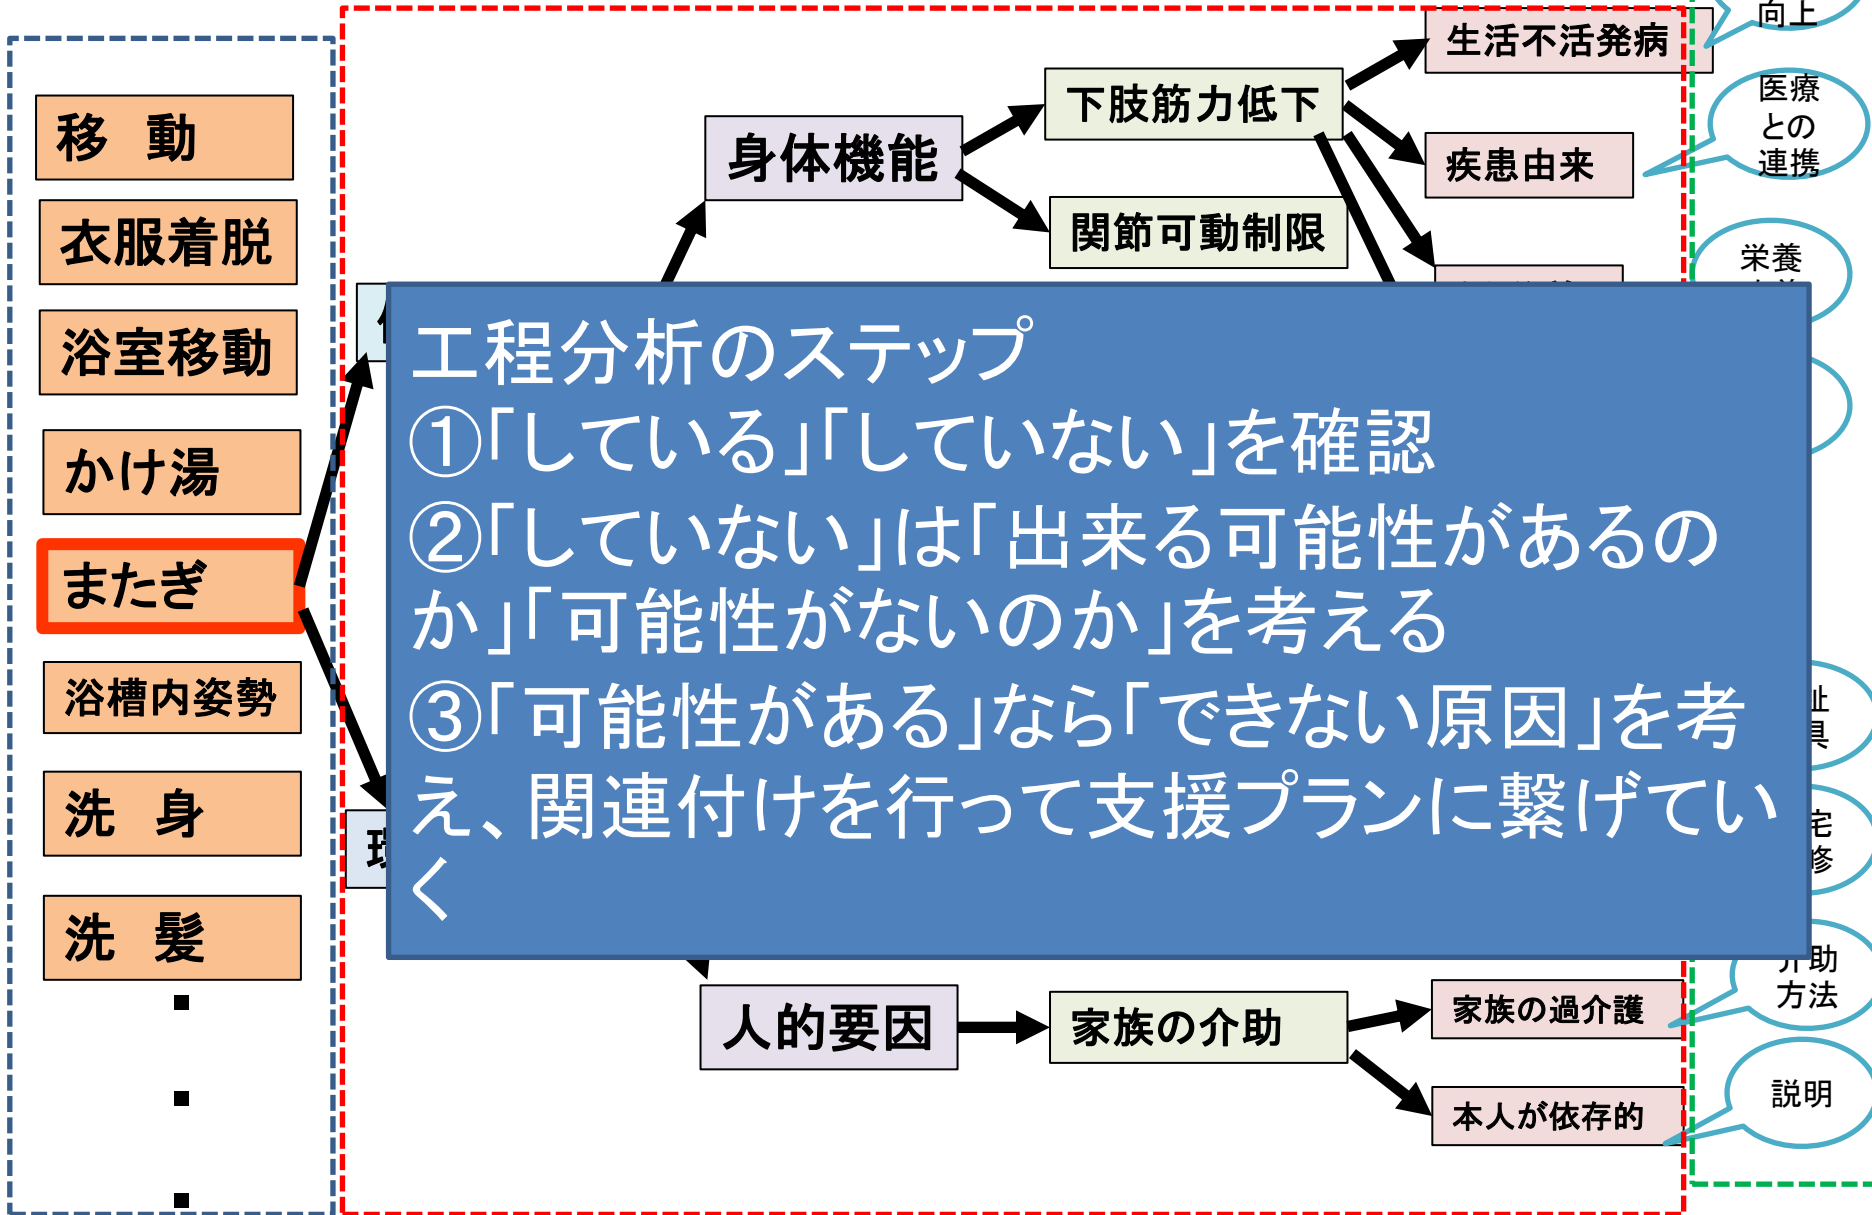 移 動
衣服着脱
浴室移動
かけ湯
またぎ
浴槽内姿勢
洗 身
洗 髪
身体機能
下肢筋力低下
関節可動制限
生活不活発病
疾患由来
工程分析のステップ
①「している」「していない」を確認
②「していない」は「出来る可能性があるの
か」「可能性がないのか」を考える
③「可能性がある」なら「できない原因」を考
え、関連付けを行って支援プランに繋げてい
く
人的要因
家族の介助
家族の過介護
本人が依存的
向上
医療
との
連携
栄養
介助
方法
説明